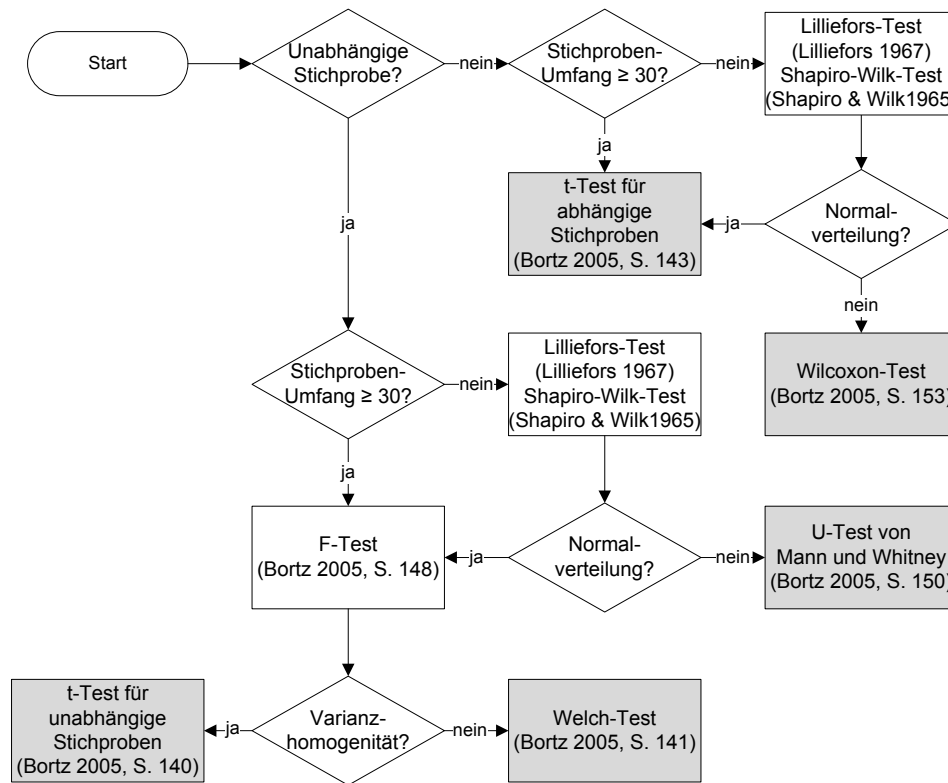 Start
Unabhängige
Stichprobe?
nein
Stichproben-
Umfang ≥ 30?
nein
Lilliefors-Test
(Lilliefors 1967)
Shapiro-Wilk-Test
(Shapiro & Wilk1965)
ja
ja
t-Test für
abhängige
Stichproben
(Bortz 2005, S. 143)
ja
Normal-
verteilung?
nein
Wilcoxon-Test
(Bortz 2005, S. 153)
Stichproben-
Umfang ≥ 30?
nein
Lilliefors-Test
(Lilliefors 1967)
Shapiro-Wilk-Test
(Shapiro & Wilk1965)
ja
F-Test
(Bortz 2005, S. 148)
ja
Normal-
verteilung?
nein
U-Test von
Mann und Whitney
(Bortz 2005, S. 150)
t-Test für
unabhängige
Stichproben
(Bortz 2005, S. 140)
ja
Varianz-
homogenität?
nein
Welch-Test
(Bortz 2005, S. 141)